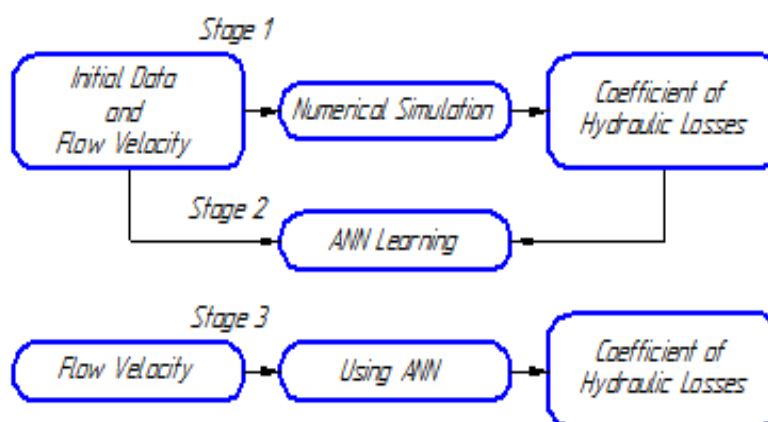 Stage 1
Initial Data
and
Flow Velocity
Numerical Simulation
Coefficient of
Hydraulic Losses
Stage 2
ANN Learning
Stage 3
Flow Velocity
Using ANN
Coefficient of
Hydraulic Losses